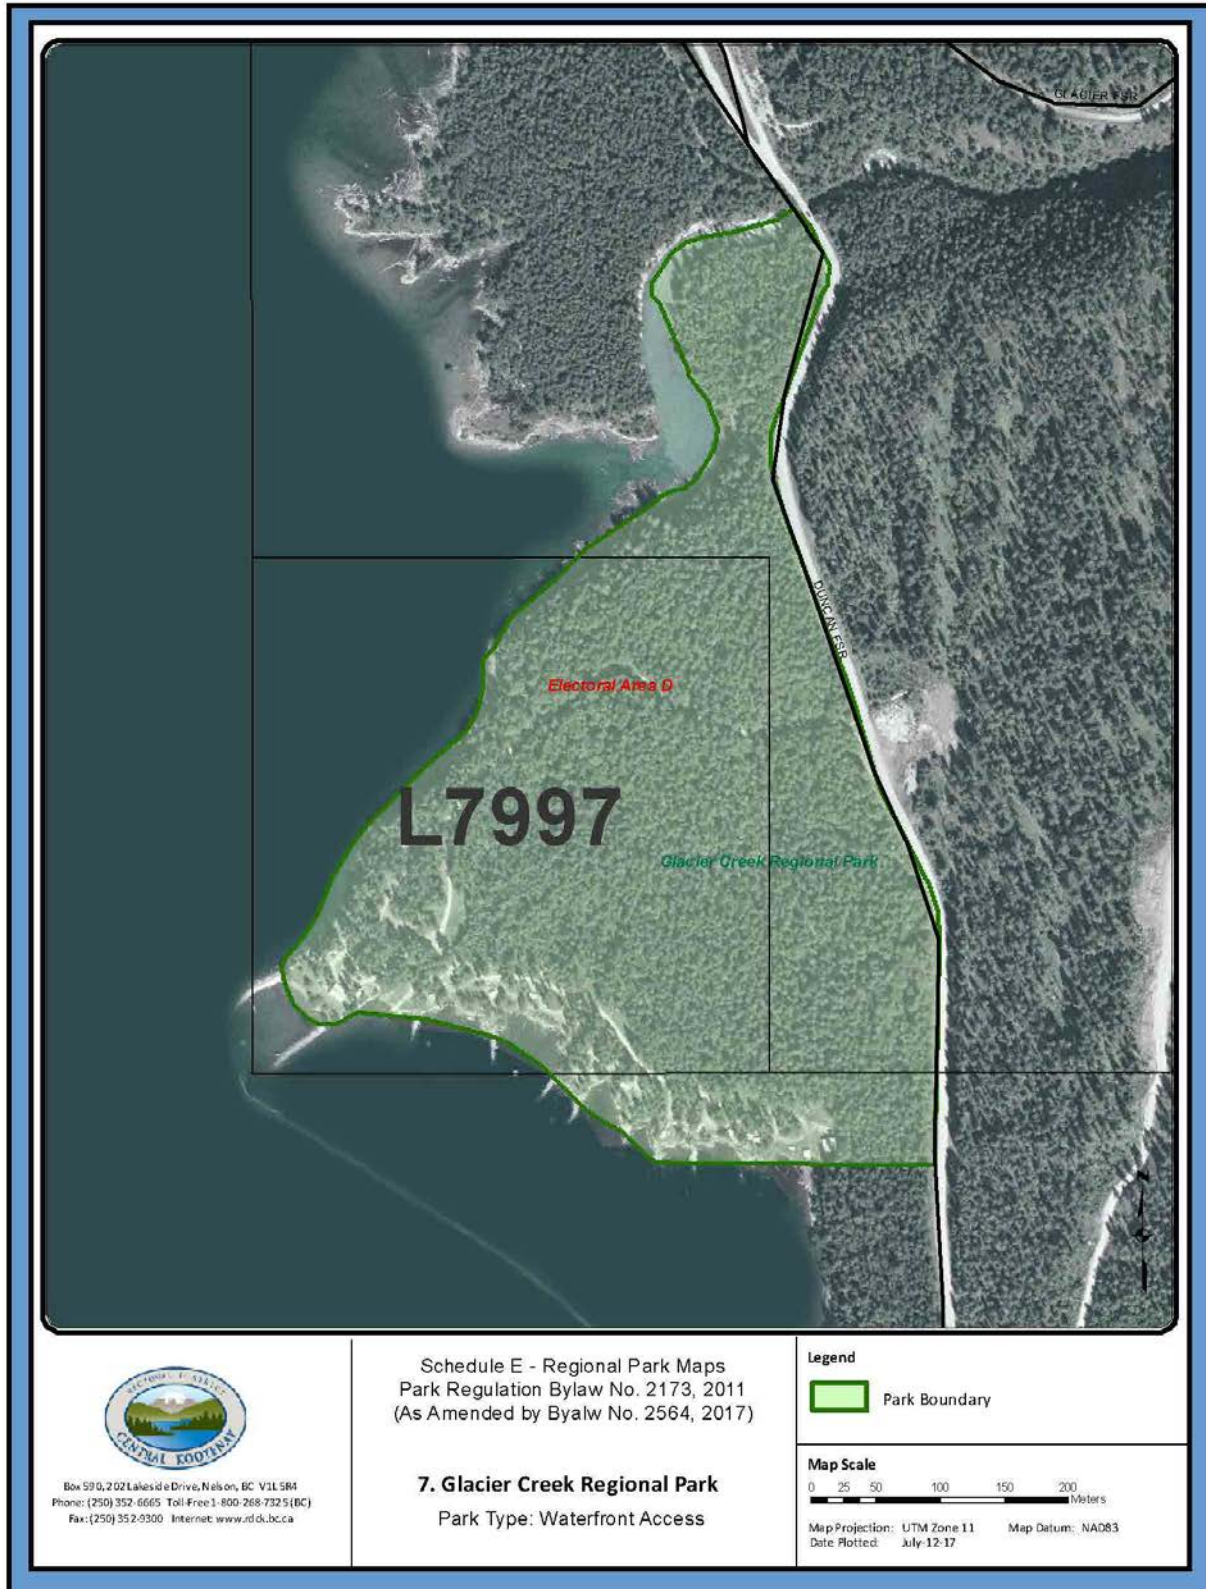 GLACIER FSR
DUNCAN FSR
Electoral Area D
L7997
Glacier Creek Regional Park
N
REGIONAL DISTRICT
CENTRAL KOOTENAY
Box 590, 202 Lakeside Drive, Nelson, BC V1L 5R4
Phone: (250) 352-6665 Toll-Free 1-800-268-7325 (BC)
Fax: (250) 352-9300 Internet: www.rdck.bc.ca
Schedule E - Regional Park Maps
Park Regulation Bylaw No. 2173, 2011
(As Amended by Byalw No. 2564, 2017)
7. Glacier Creek Regional Park
Park Type: Waterfront Access
Legend
Park Boundary
Map Scale
0 25 50 100 150 200
Meters
Map Projection: UTM Zone 11 Map Datum: NAD83
Date Plotted: July-12-17